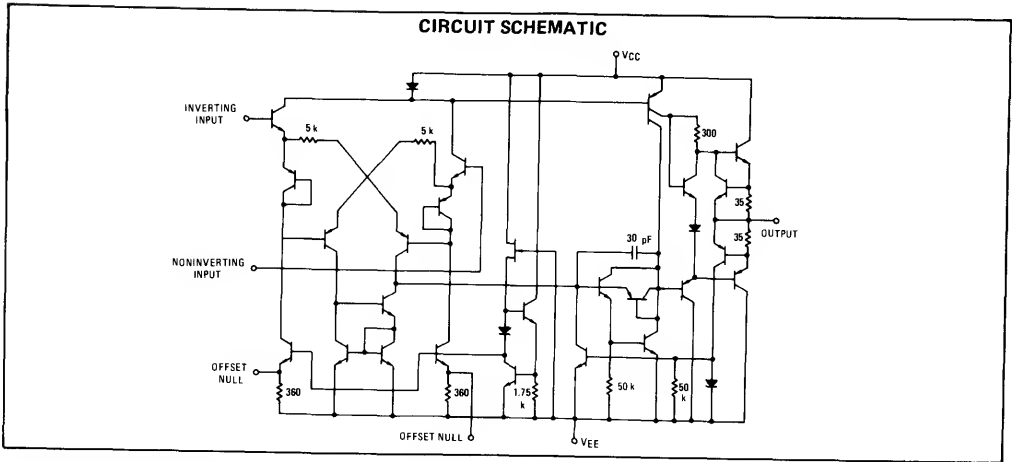 CIRCUIT SCHEMATIC
VCC
INVERTING
INPUT
5 k
5 k
300
35
OUTPUT
35
30 pF
NONINVERTING
INPUT
OFFSET
NULL
360
360
1.75
k
50 k
50
k
OFFSET NULL
VEE